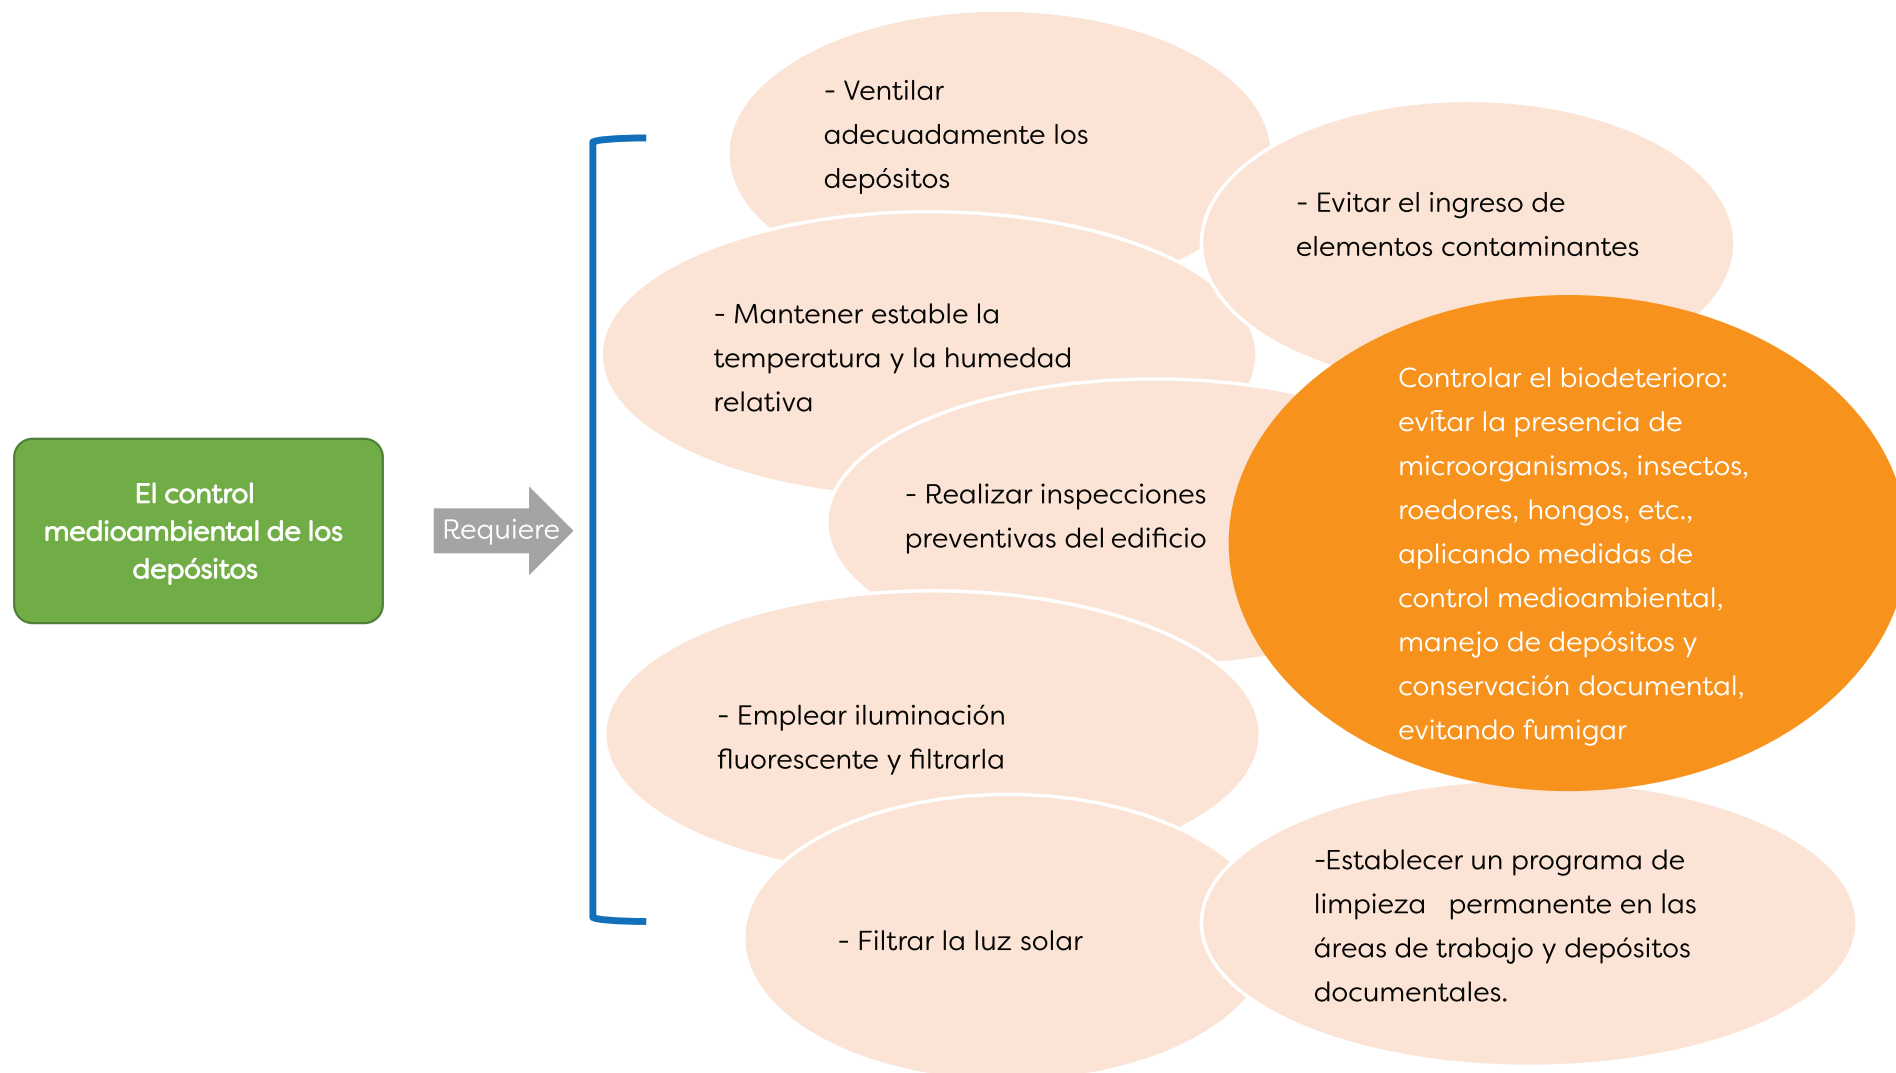 El control
medioambiental de los
depósitos
Requiere
- Ventilar
adecuadamente los
depósitos
- Evitar el ingreso de
elementos contaminantes
- Mantener estable la
temperatura y la humedad
relativa
Controlar el biodeterioro:
evitar la presencia de
microorganismos, insectos,
roedores, hongos, etc.,
aplicando medidas de
control medioambiental,
manejo de depósitos y
conservación documental,
evitando fumigar
- Realizar inspecciones
preventivas del edificio
- Emplear iluminación
fluorescente y filtrarla
- Filtrar la luz solar
-Establecer un programa de
limpieza   permanente en las
áreas de trabajo y depósitos
documentales.